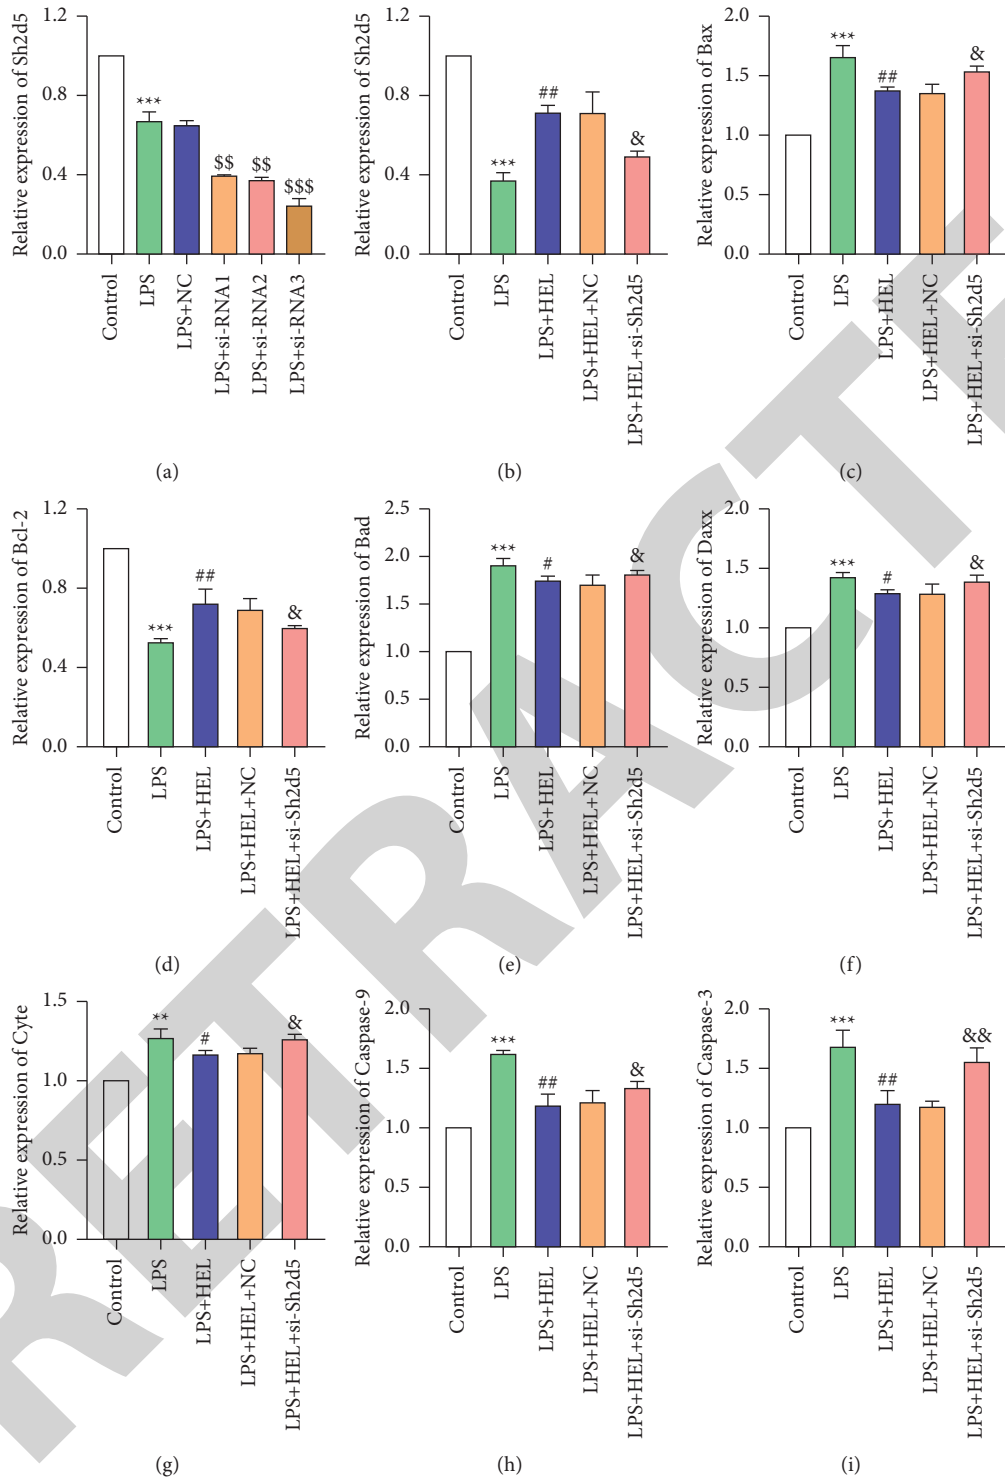 Relative expression of Sh2d5
1.2
0.8
0.4
0.0
***
$$
$$
$$$
Control
LPS
LPS+NC
LPS+si-RNA1
LPS+si-RNA2
LPS+si-RNA3
(a)
Relative expression of Sh2d5
1.2
0.8
0.4
0.0
***
##
&
Control
LPS
LPS+HEL
LPS+HEL+NC
LPS+HEL+si-Sh2d5
(b)
Relative expression of Bax
2.0
1.5
1.0
0.5
0.0
***
##
&
Control
LPS
LPS+HEL
LPS+HEL+NC
LPS+HEL+si-Sh2d5
(c)
Relative expression of Bcl-2
1.2
0.8
0.4
0.0
***
##
&
Control
LPS
LPS+HEL
LPS+HEL+NC
LPS+HEL+si-Sh2d5
(d)
Relative expression of Bad
2.5
2.0
1.5
1.0
0.5
0.0
***
#
&
Control
LPS
LPS+HEL
LPS+HEL+NC
LPS+HEL+si-Sh2d5
(e)
Relative expression of Daxx
2.0
1.5
1.0
0.5
0.0
***
#
&
Control
LPS
LPS+HEL
LPS+HEL+NC
LPS+HEL+si-Sh2d5
(f)
Relative expression of Cyte
1.5
1.0
0.5
0.0
**
#
&
Control
LPS
LPS+HEL
LPS+HEL+NC
LPS+HEL+si-Sh2d5
(g)
Relative expression of Caspase-9
2.0
1.5
1.0
0.5
0.0
***
##
&
Control
LPS
LPS+HEL
LPS+HEL+NC
LPS+HEL+si-Sh2d5
(h)
Relative expression of Caspase-3
2.0
1.5
1.0
0.5
0.0
***
##
&&
Control
LPS
LPS+HEL
LPS+HEL+NC
LPS+HEL+si-Sh2d5
(i)
RETRACTE